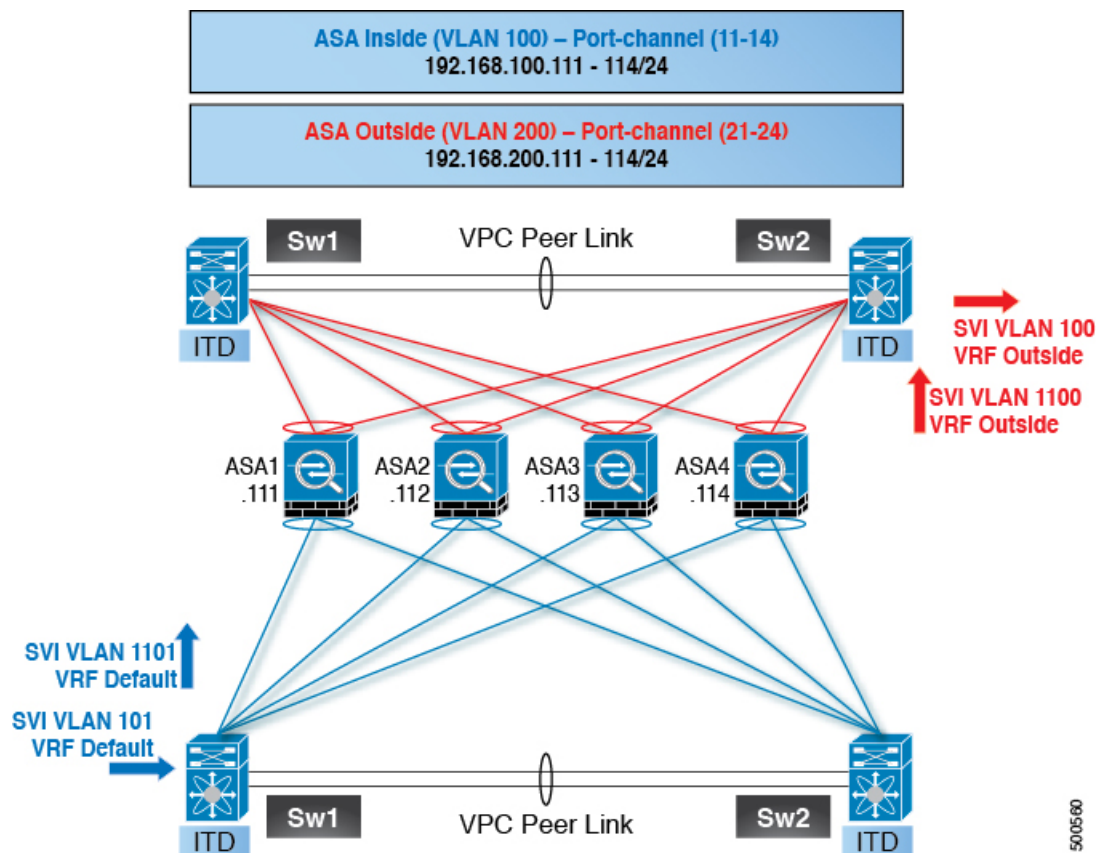 ASA Inside (VLAN 100) – Port-channel (11-14)
192.168.100.111 - 114/24
ASA Outside (VLAN 200) – Port-channel (21-24)
192.168.200.111 - 114/24
Sw1
VPC Peer Link
Sw2
ITD
ITD
SVI VLAN 100
VRF Outside
SVI VLAN 1100
VRF Outside
ASA1
.111
ASA2
.112
ASA3
.113
ASA4
.114
SVI VLAN 1101
VRF Default
SVI VLAN 101
VRF Default
Sw1
VPC Peer Link
Sw2
ITD
ITD
500560